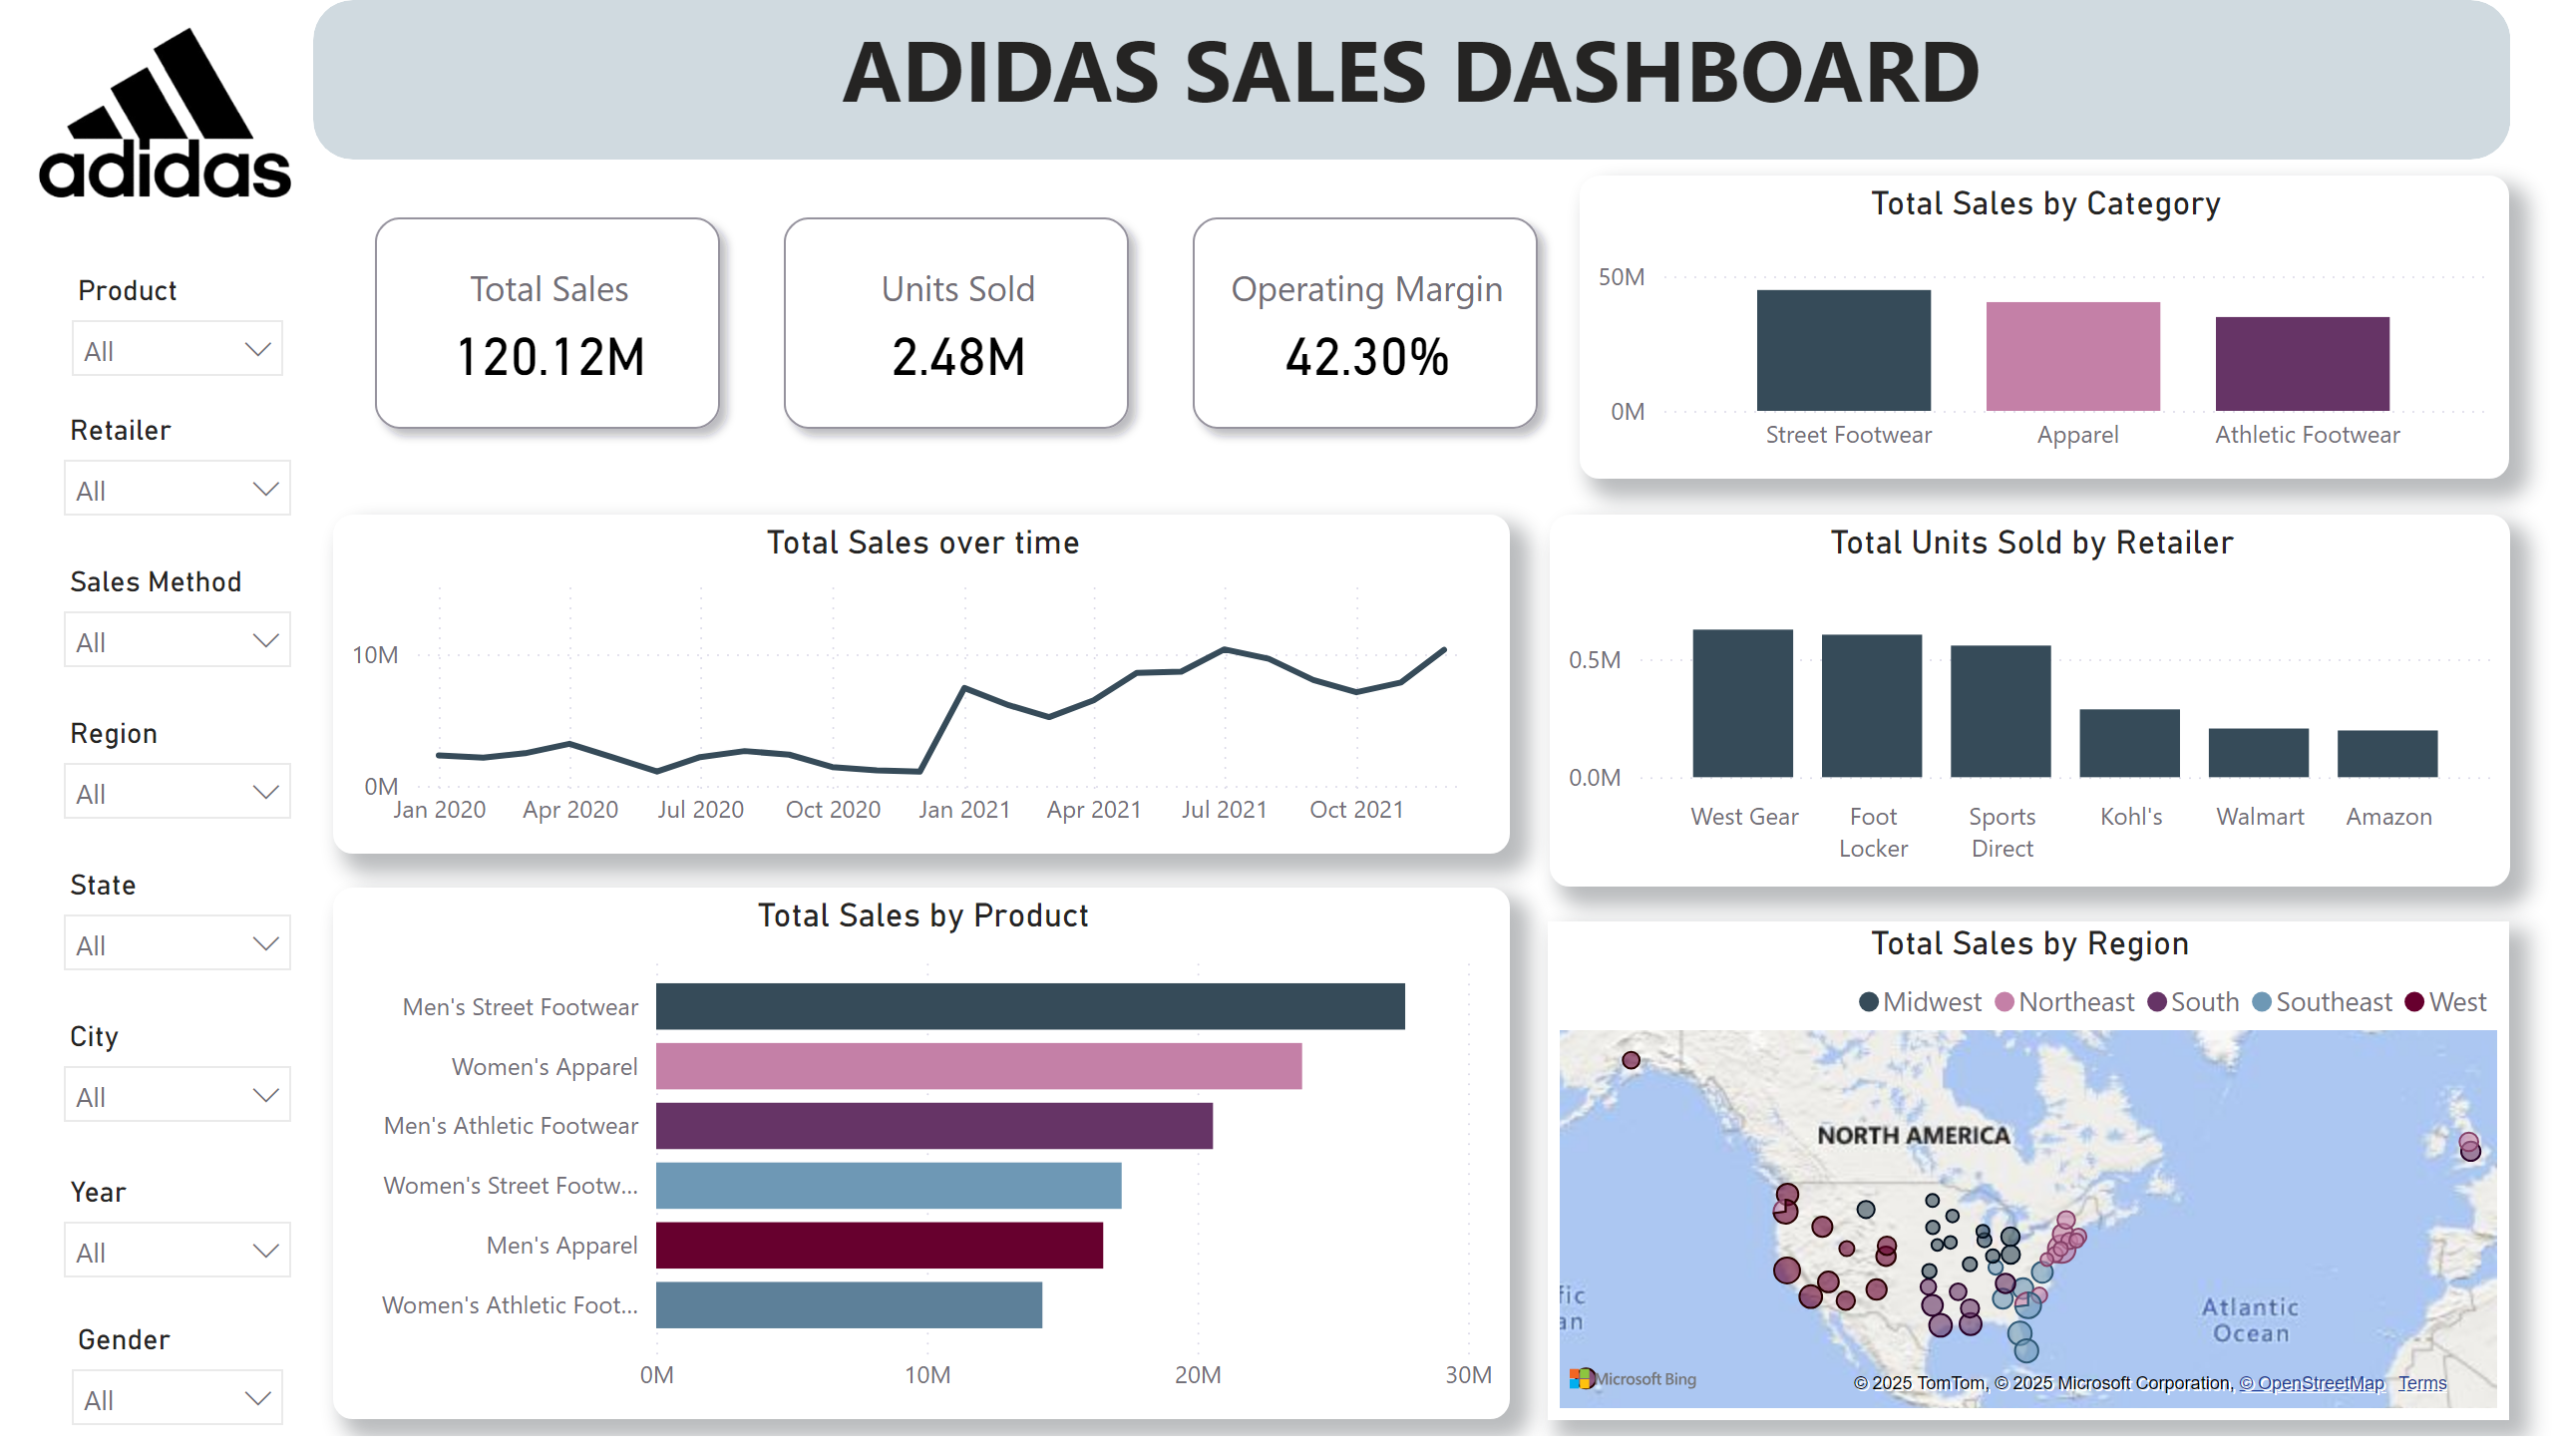 adidas
ADIDAS SALES DASHBOARD
Product
All
Retailer
All
Sales Method
All
Region
All
State
All
City
All
Year
All
Gender
All
Total Sales
120.12M
Units Sold
2.48M
Operating Margin
42.30%
Total Sales by Category
50M
0M
Street Footwear
Apparel
Athletic Footwear
Total Sales over time
10M
0M
Jan 2020
Apr 2020
Jul 2020
Oct 2020
Jan 2021
Apr 2021
Jul 2021
Oct 2021
Total Units Sold by Retailer
0.5M
0.0M
West Gear
Foot
Locker
Sports
Direct
Kohl's
Walmart
Amazon
Total Sales by Product
Men's Street Footwear
Women's Apparel
Men's Athletic Footwear
Women's Street Footw...
Men's Apparel
Women's Athletic Foot...
0M
10M
20M
30M
Total Sales by Region
Midwest
Northeast
South
Southeast
West
NORTH AMERICA
fic
an
Atlantic
Ocean
Microsoft Bing
© 2025 TomTom, © 2025 Microsoft Corporation, © OpenStreetMap Terms